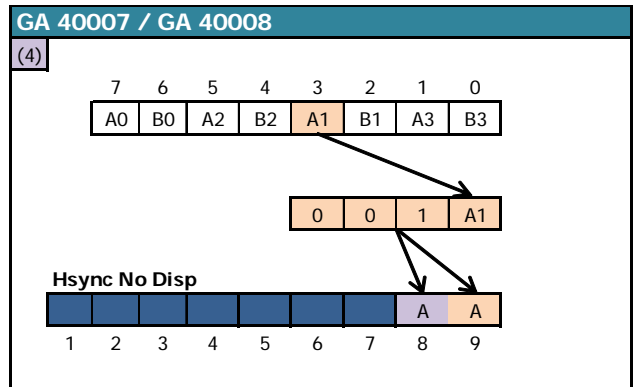 GA 40007 / GA 40008
(4)
7 6 5 4 3 2 1 0
A0 B0 A2 B2 A1 B1 A3 B3
0 0 1 A1
Hsync No Disp
A A
1 2 3 4 5 6 7 8 9